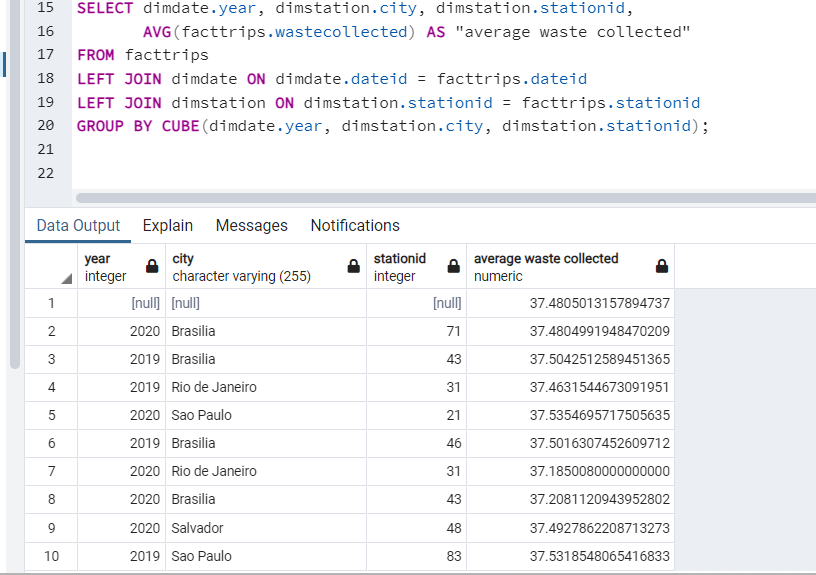 15 SELECT dimdate.year, dimstation.city, dimstation.stationid,
16 AVG(facttrips.wastecollected) AS "average waste collected"
17 FROM facttrips
18 LEFT JOIN dimdate ON dimdate.dateid = facttrips.dateid
19 LEFT JOIN dimstation ON dimstation.stationid = facttrips.stationid
20 GROUP BY CUBE(dimdate.year, dimstation.city, dimstation.stationid);
21
22
Data Output Explain Messages Notifications
year city stationid average waste collected
integer character varying (255) integer numeric
1 [null] [null] [null] 37.4805013157894737
2 2020 Brasilia 71 37.4804991948470209
3 2019 Brasilia 43 37.5042512589451365
4 2019 Rio de Janeiro 31 37.4631544673091951
5 2020 Sao Paulo 21 37.5354695717505635
6 2019 Brasilia 46 37.5016307452609712
7 2020 Rio de Janeiro 31 37.1850080000000000
8 2020 Brasilia 43 37.2081120943952802
9 2020 Salvador 48 37.4927862208713273
10 2019 Sao Paulo 83 37.5318548065416833